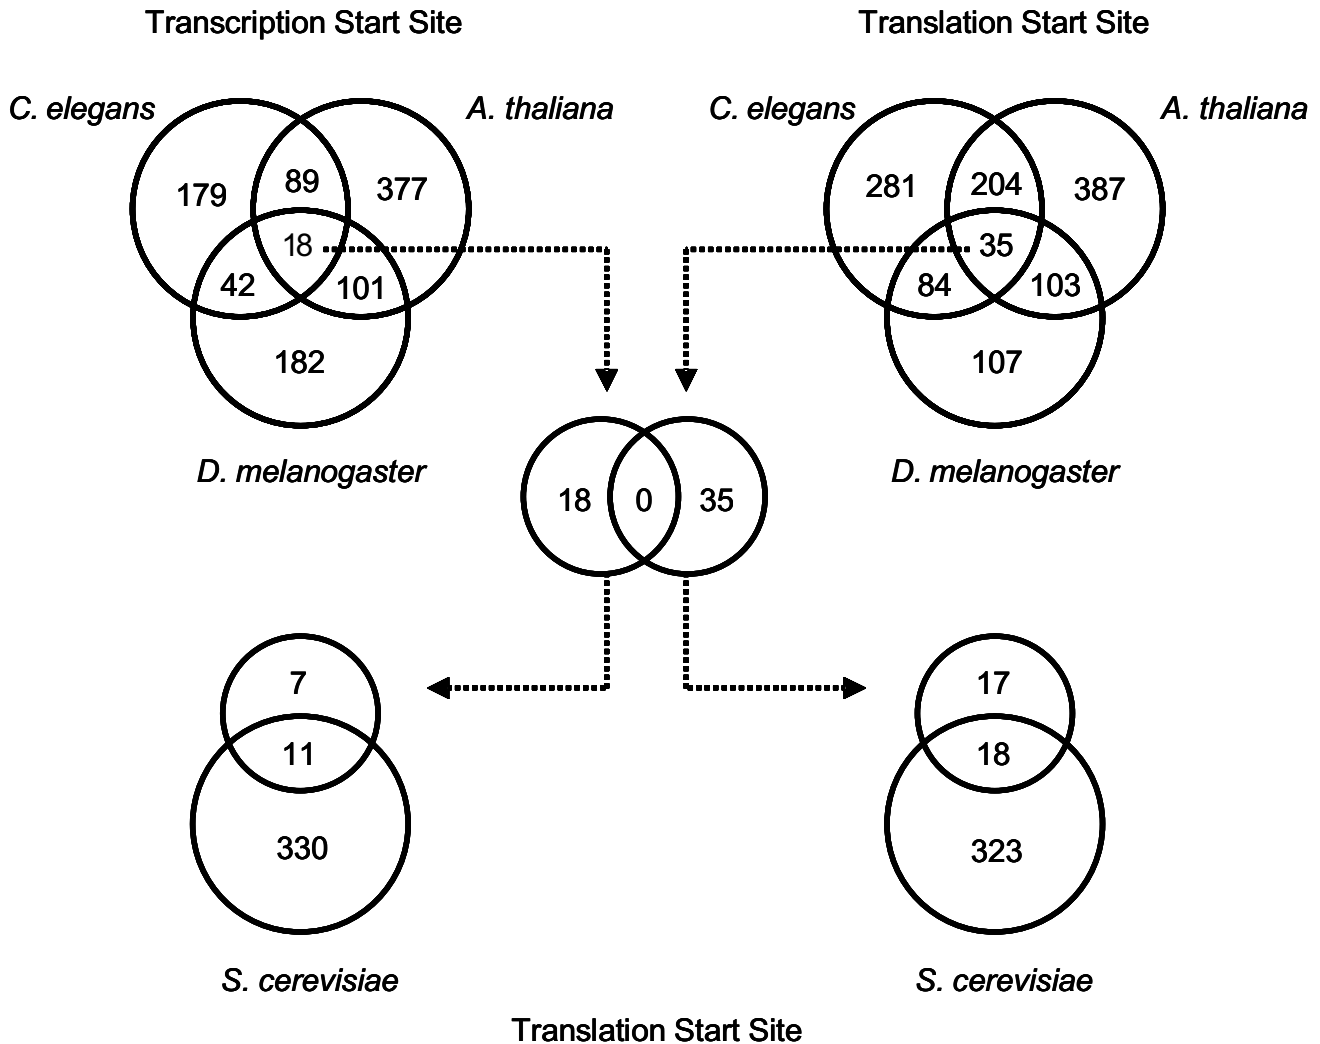 Transcription Start Site
Translation Start Site
C. elegans
A. thaliana
C. elegans
A. thaliana
179
89
377
281
204
387
18
35
42
101
84
103
182
107
D. melanogaster
D. melanogaster
18
0
35
7
17
11
18
330
323
S. cerevisiae
S. cerevisiae
Translation Start Site